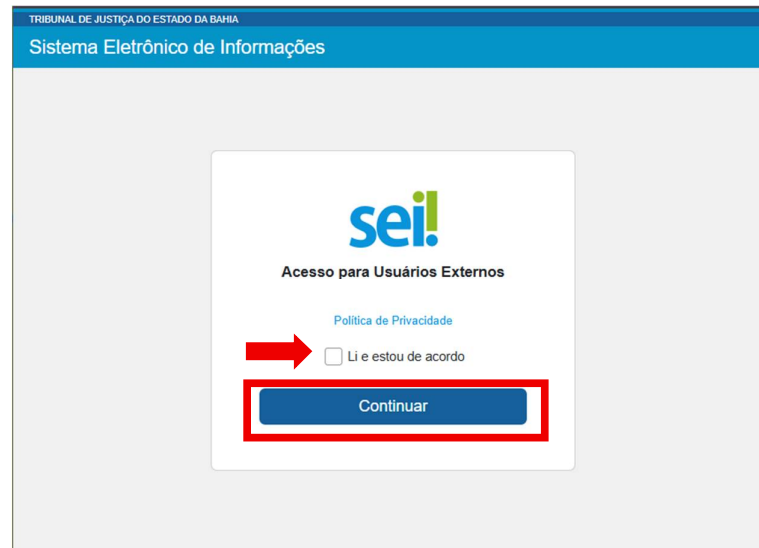 TRIBUNAL DE JUSTIÇA DO ESTADO DA BAHIA
Sistema Eletrônico de Informações
sei!
Acesso para Usuários Externos
Política de Privacidade
Li e estou de acordo
Continuar